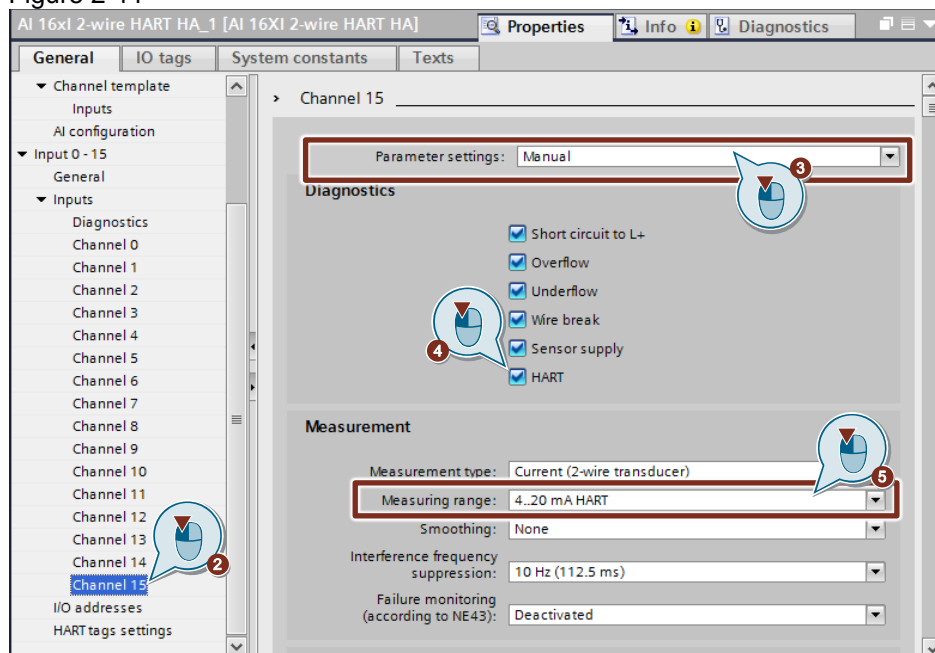 AI 16xI 2-wire HART HA_1 [AI 16XI 2-wire HART HA]
Properties
Info
Diagnostics
General
IO tags
System constants
Texts
Channel template
Inputs
AI configuration
Input 0 - 15
General
Inputs
Diagnostics
Channel 0
Channel 1
Channel 2
Channel 3
Channel 4
Channel 5
Channel 6
Channel 7
Channel 8
Channel 9
Channel 10
Channel 11
Channel 12
Channel 13
Channel 14
Channel 15
2
I/O addresses
HART tags settings
Channel 15
Parameter settings: Manual
3
Diagnostics
Short circuit to L+
Overflow
Underflow
Wire break
Sensor supply
4
HART
Measurement
Measurement type: Current (2-wire transducer)
5
Measuring range: 4..20 mA HART
Smoothing: None
Interference frequency
suppression: 10 Hz (112.5 ms)
Failure monitoring
(according to NE43): Deactivated